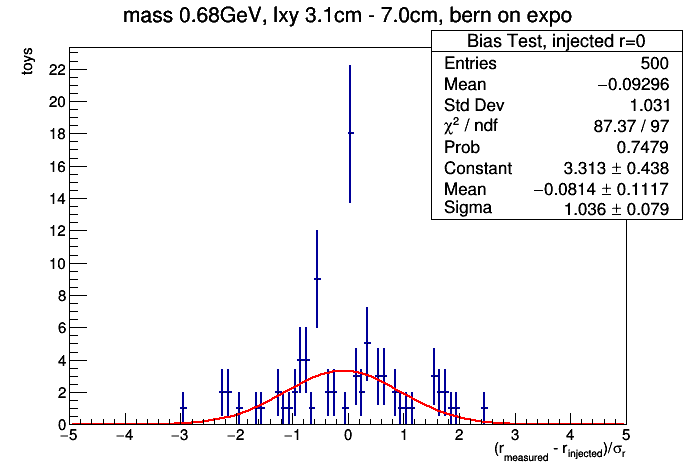 mass 0.68GeV, lxy 3.1cm - 7.0cm, bern on expo
toys
Bias Test, injected r=0
Entries 500
Mean −0.09296
Std Dev 1.031
χ² / ndf 87.37 / 97
Prob 0.7479
Constant 3.313 ± 0.438
Mean −0.0814 ± 0.1117
Sigma 1.036 ± 0.079
22
20
18
16
14
12
10
8
6
4
2
0
−5 −4 −3 −2 −1 0 1 2 3 4 5
(r_measured - r_injected)/σ_r